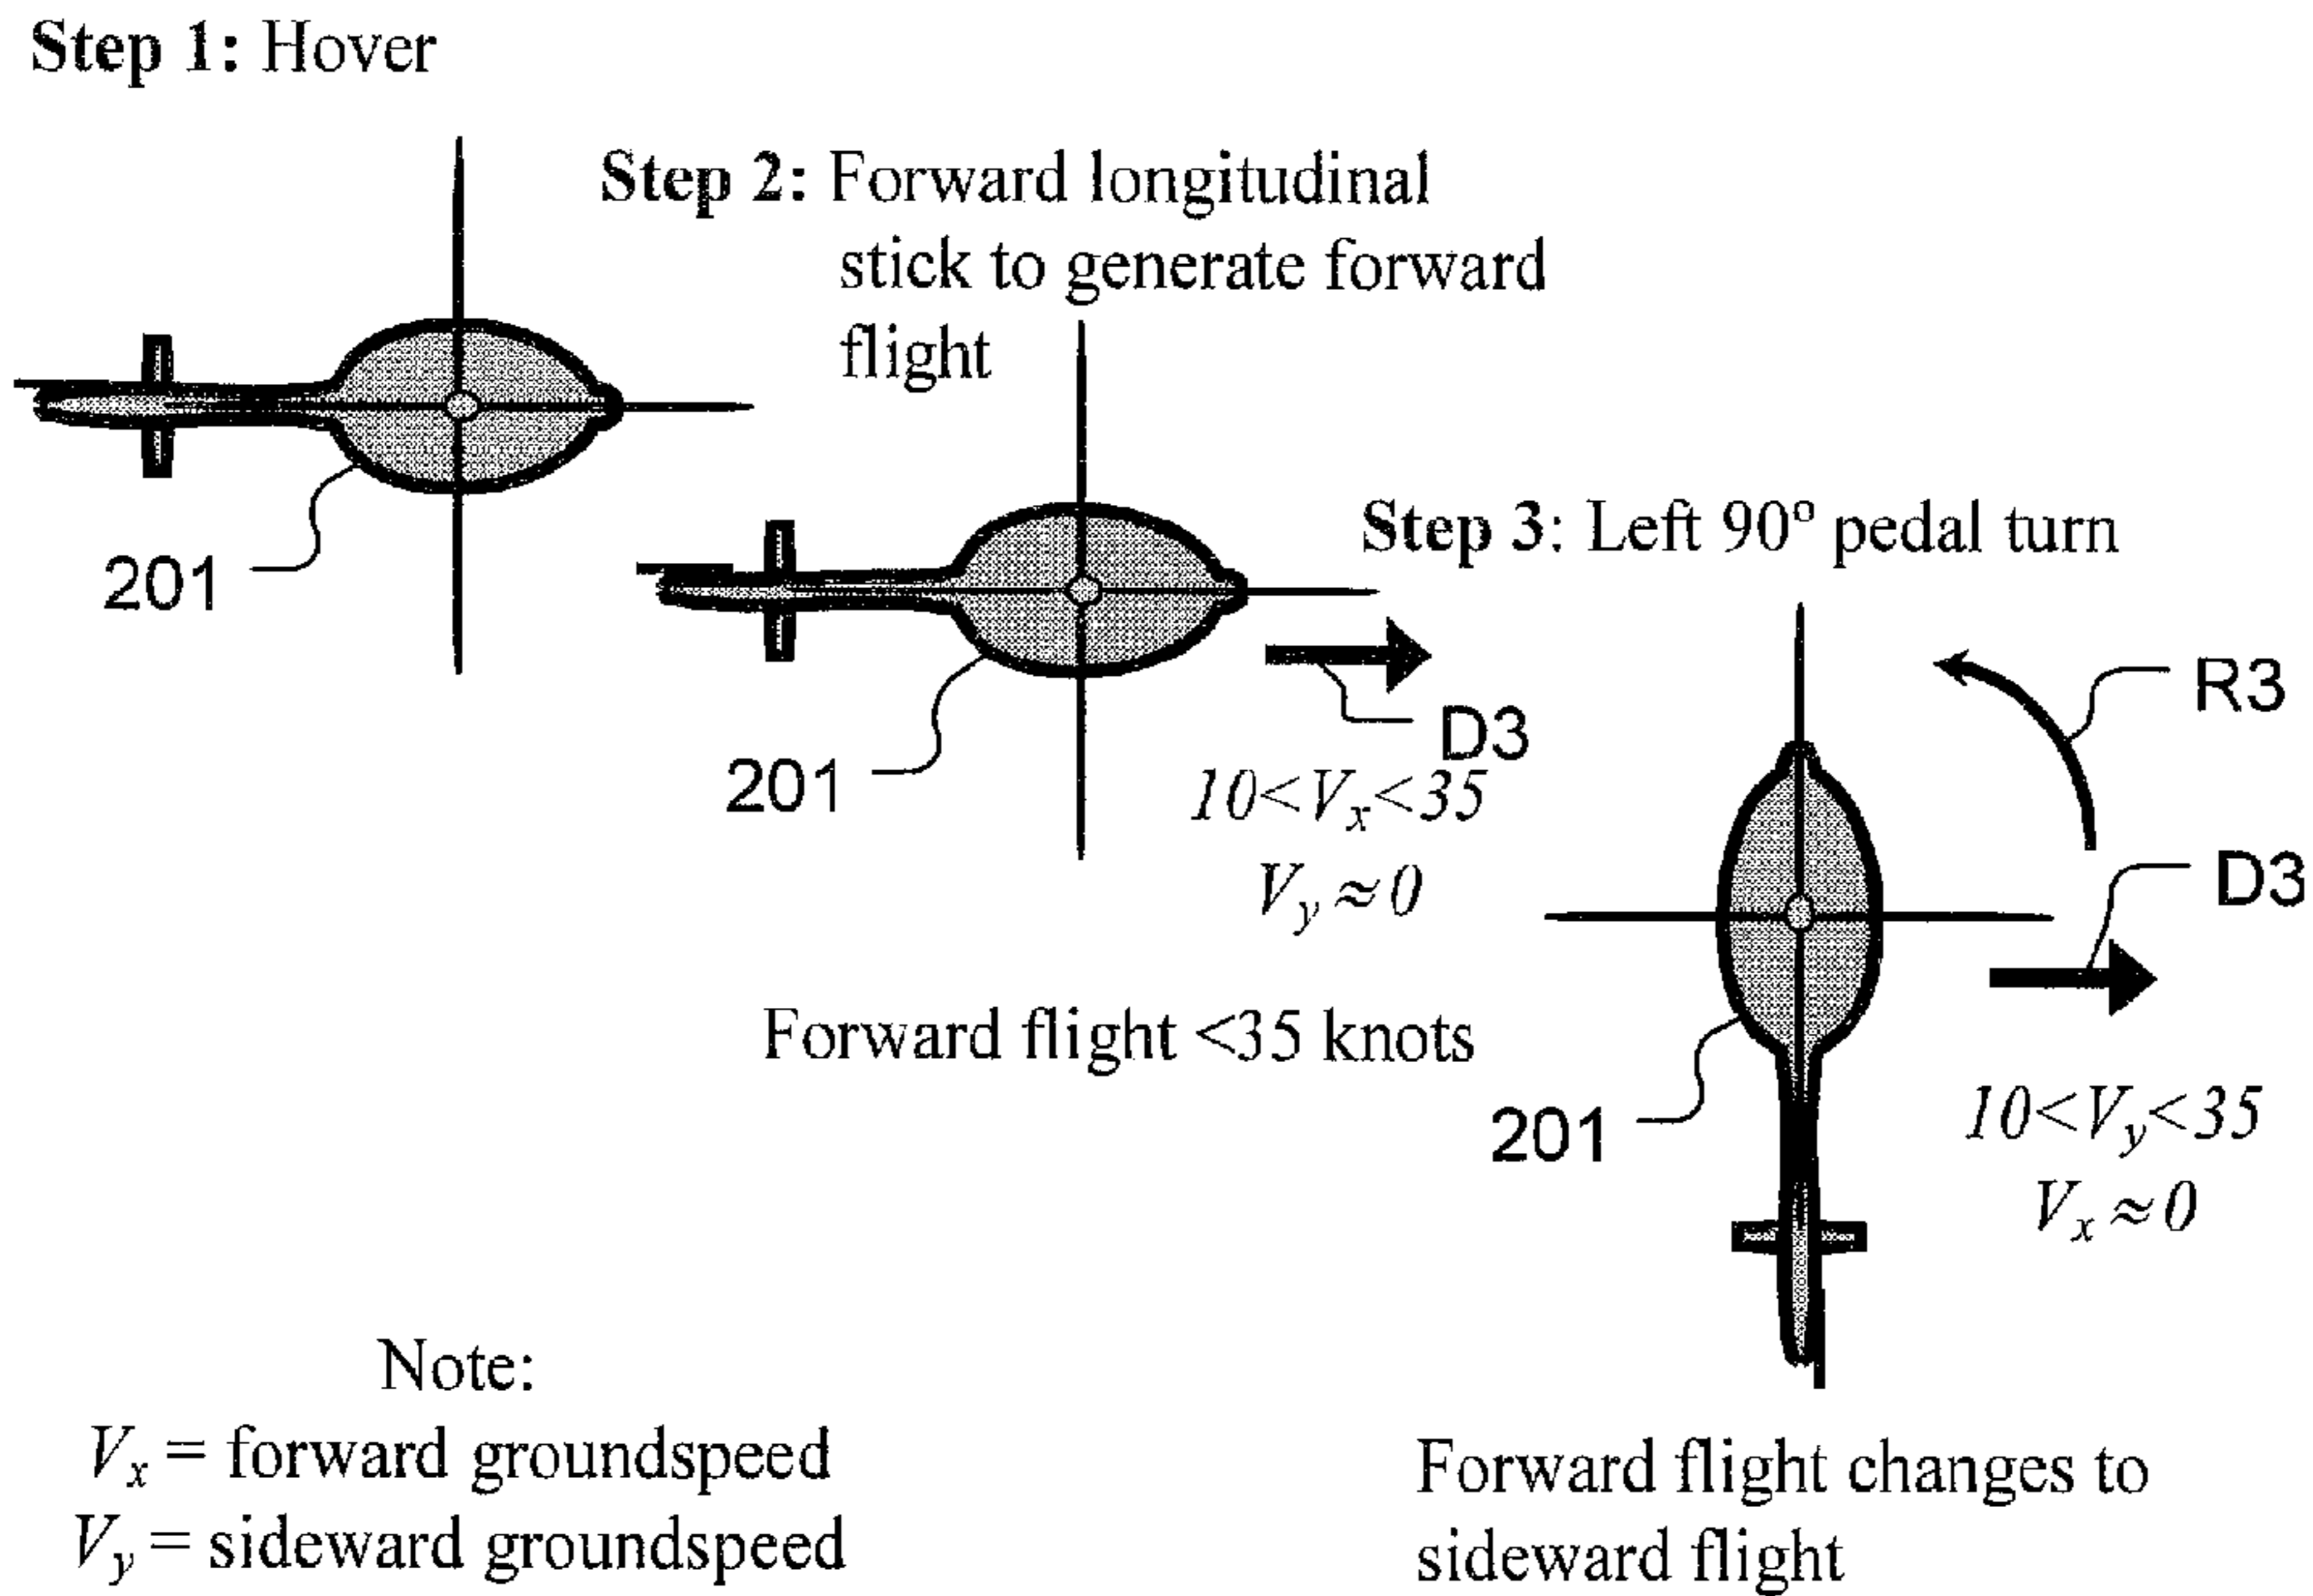 Step 1: Hover
Step 2: Forward longitudinal
stick to generate forward
flight
201
Step 3: Left 90º pedal turn
201
D3
10<Vx<35
Vy≈0
R3
D3
Forward flight <35 knots
201
10<Vy<35
Vx≈0
Note:
Vx = forward groundspeed
Vy = sideward groundspeed
Forward flight changes to
sideward flight